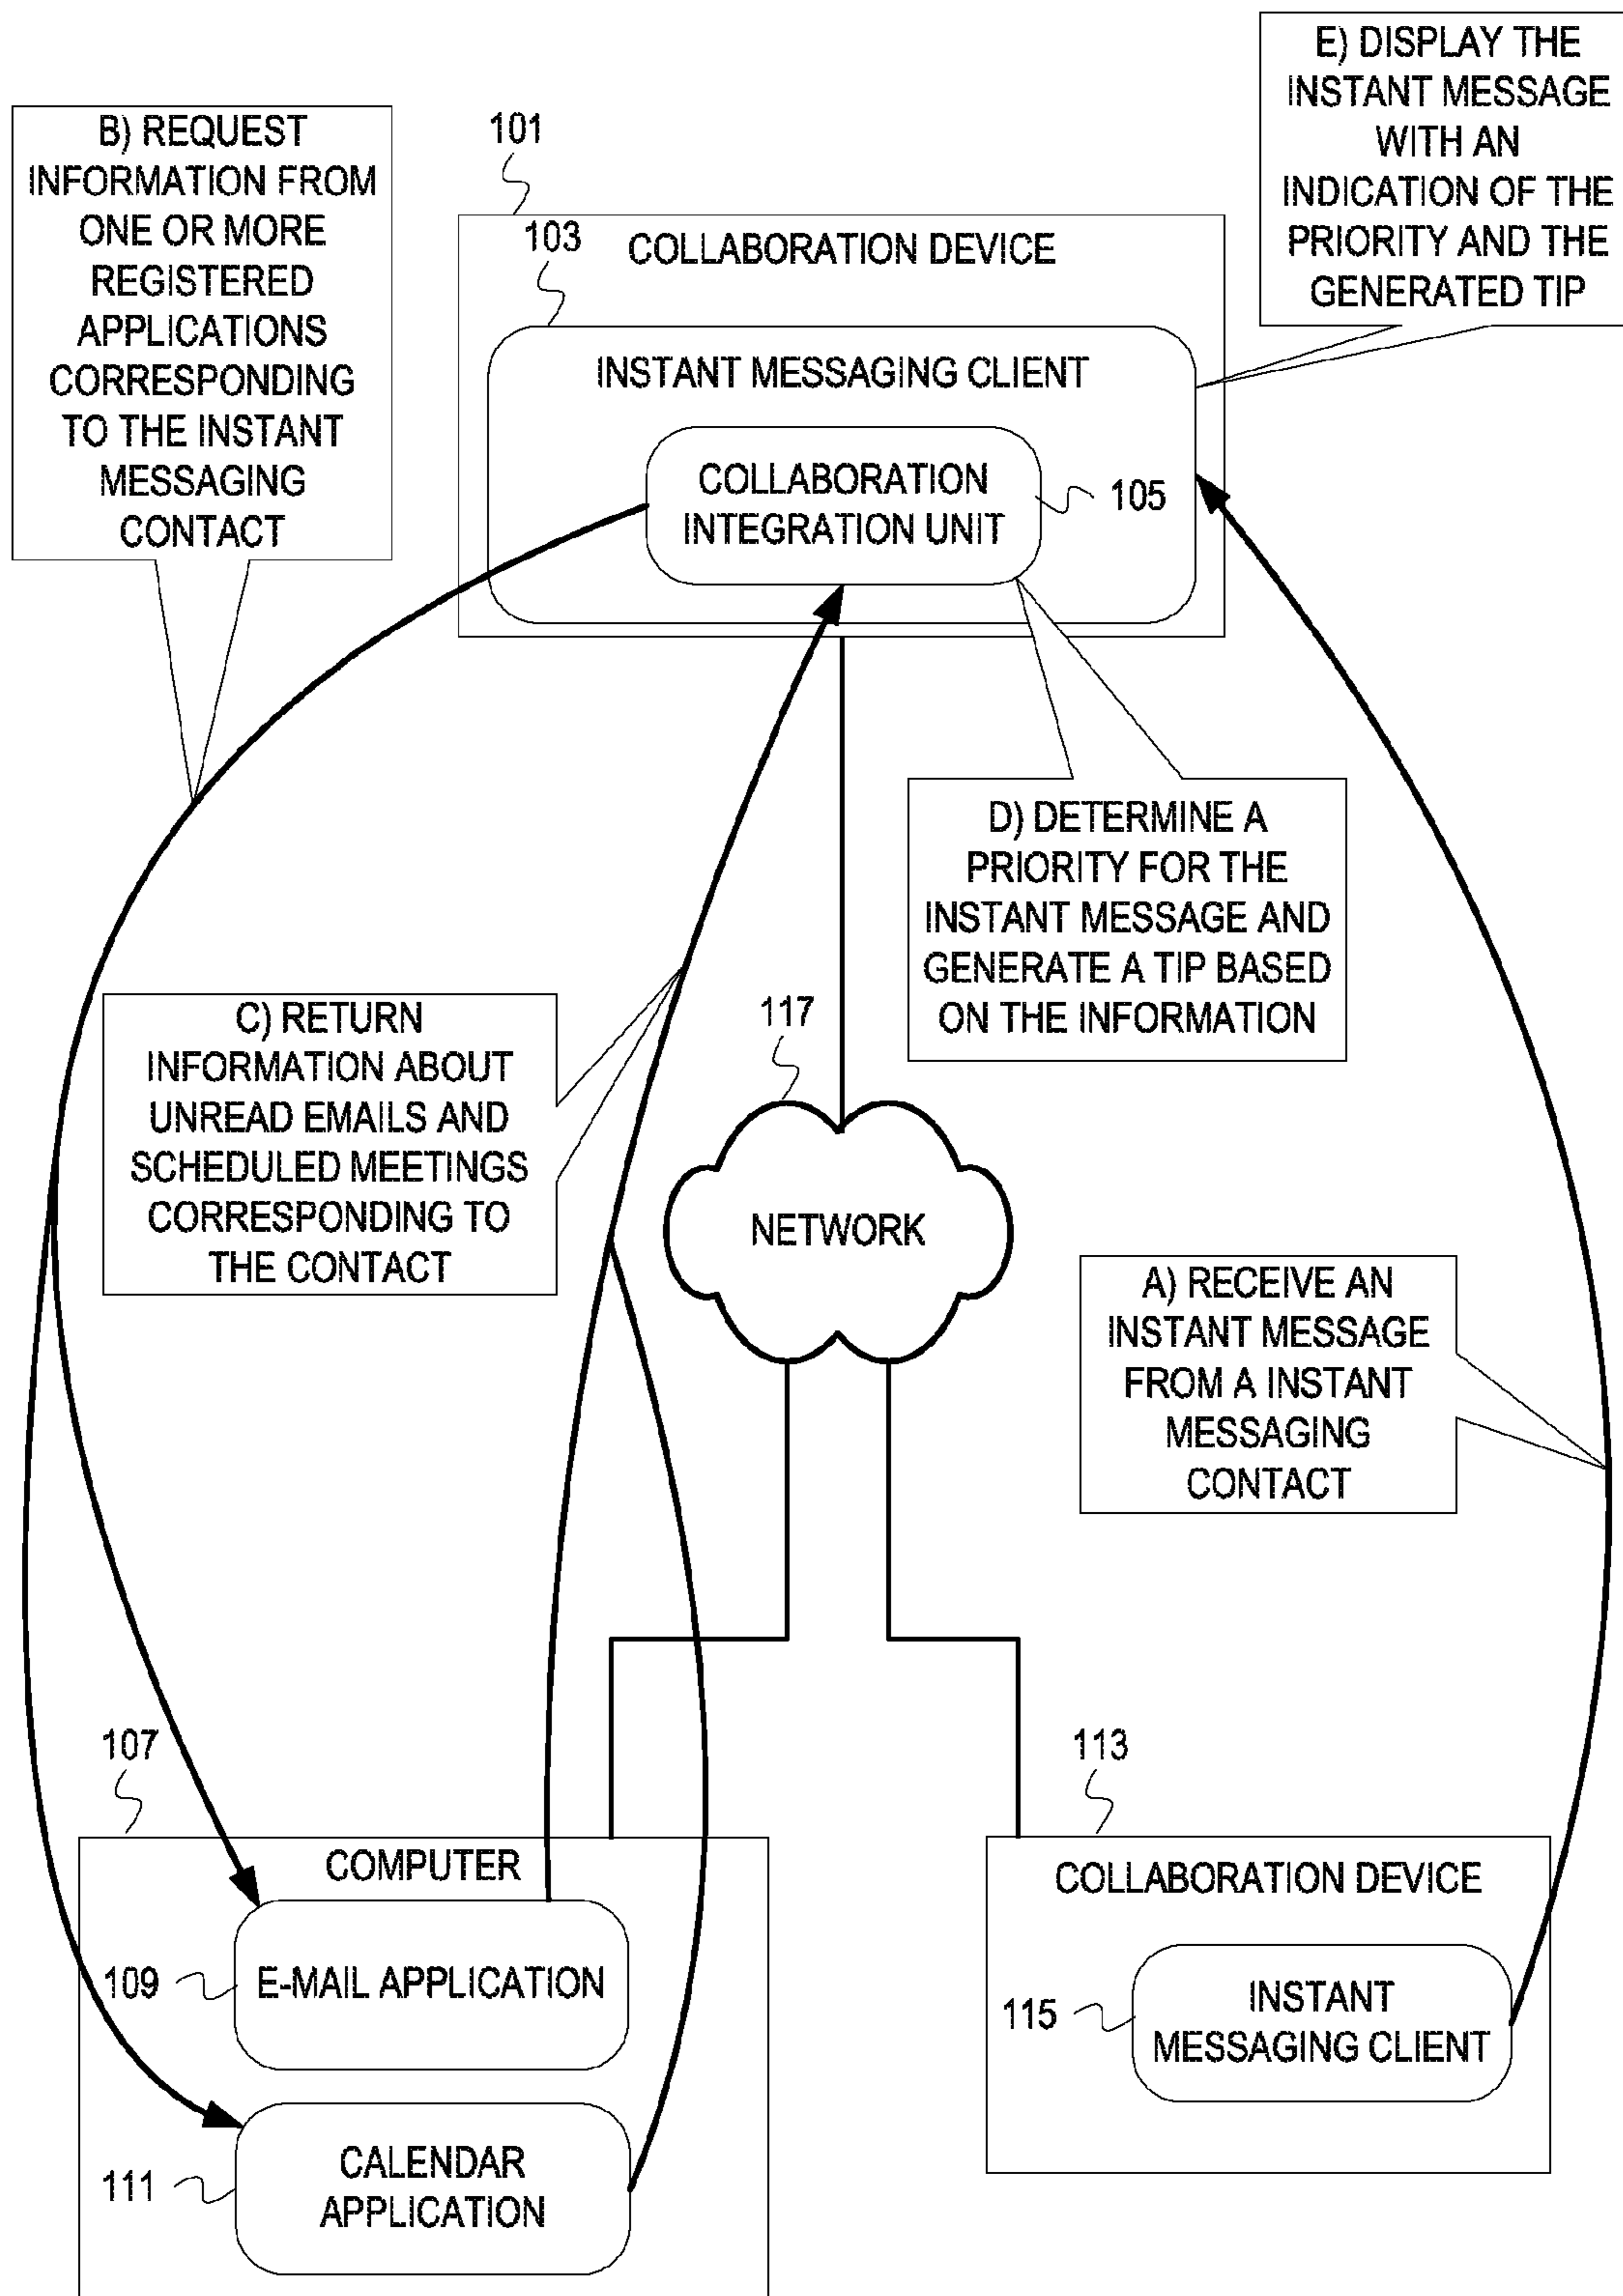 E) DISPLAY THE
INSTANT MESSAGE
WITH AN
INDICATION OF THE
PRIORITY AND THE
GENERATED TIP
B) REQUEST
INFORMATION FROM
ONE OR MORE
REGISTERED
APPLICATIONS
CORRESPONDING
TO THE INSTANT
MESSAGING
CONTACT
101
103
COLLABORATION DEVICE
INSTANT MESSAGING CLIENT
COLLABORATION
INTEGRATION UNIT
105
D) DETERMINE A
PRIORITY FOR THE
INSTANT MESSAGE AND
GENERATE A TIP BASED
ON THE INFORMATION
C) RETURN
INFORMATION ABOUT
UNREAD EMAILS AND
SCHEDULED MEETINGS
CORRESPONDING TO
THE CONTACT
117
NETWORK
A) RECEIVE AN
INSTANT MESSAGE
FROM A INSTANT
MESSAGING
CONTACT
107
COMPUTER
109
E-MAIL APPLICATION
111
CALENDAR
APPLICATION
113
COLLABORATION DEVICE
115
INSTANT
MESSAGING CLIENT